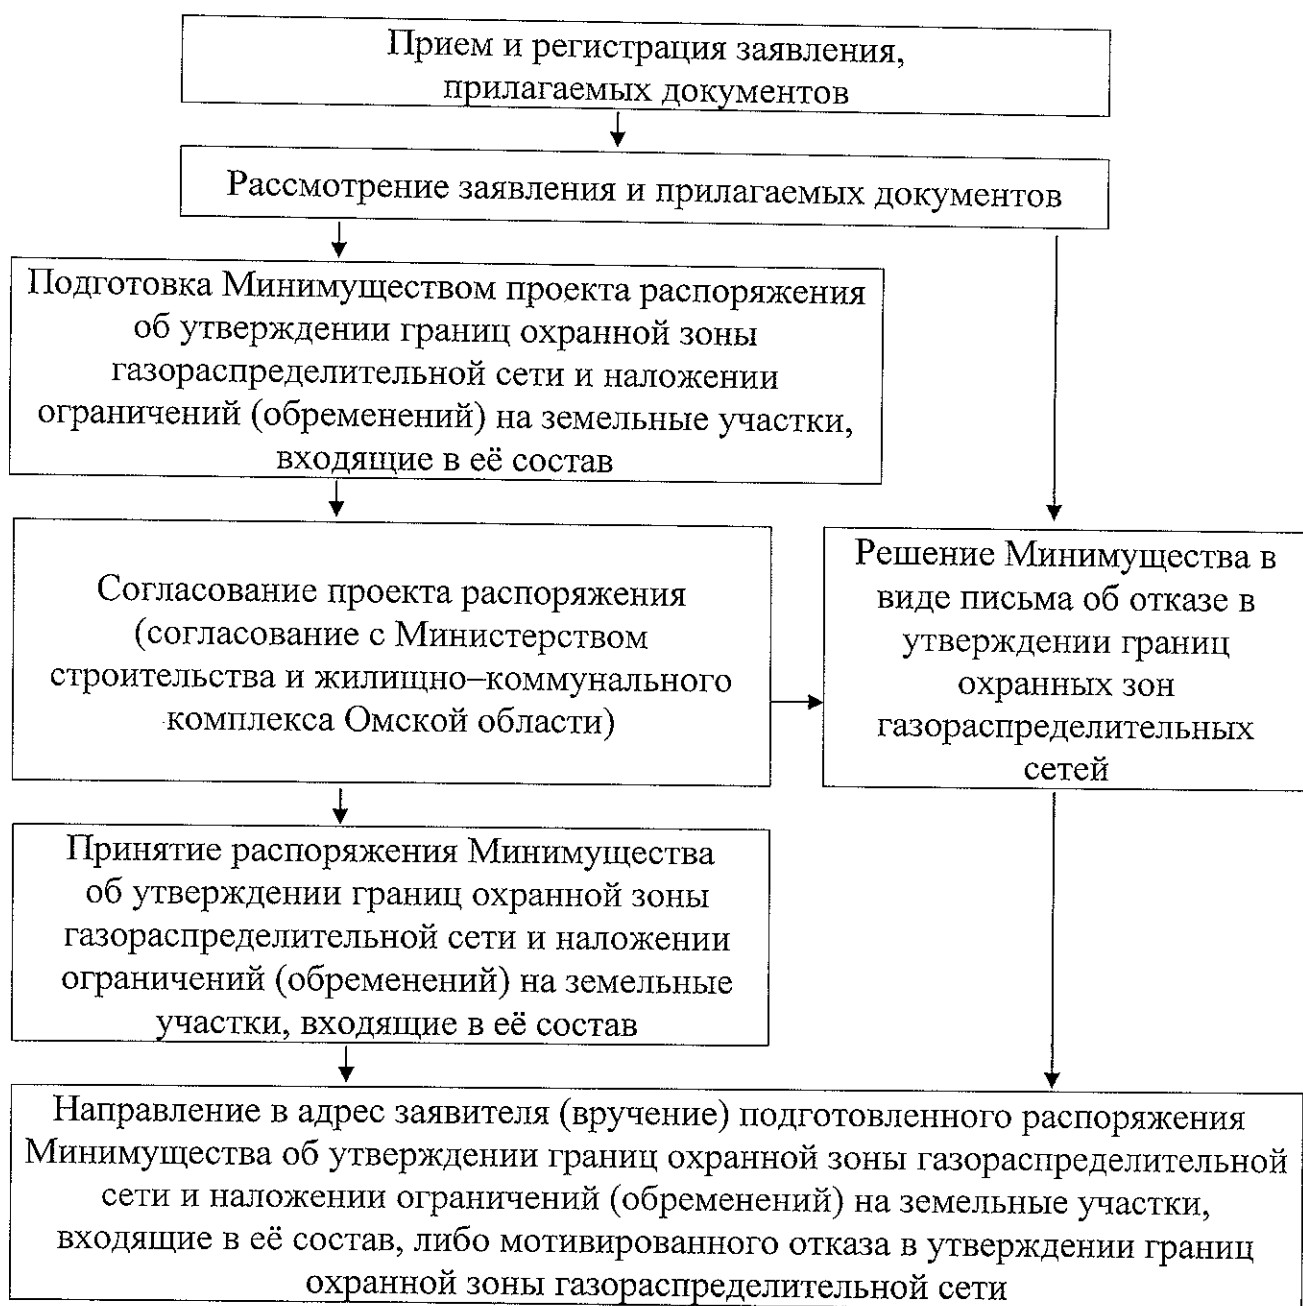 Прием и регистрация заявления,
прилагаемых документов
Рассмотрение заявления и прилагаемых документов
Подготовка Минимуществом проекта распоряжения
об утверждении границ охранной зоны
газораспределительной сети и наложении
ограничений (обременений) на земельные участки,
входящие в её состав
Согласование проекта распоряжения
(согласование с Министерством
строительства и жилищно–коммунального
комплекса Омской области)
Решение Минимущества в
виде письма об отказе в
утверждении границ
охранных зон
газораспределительных
сетей
Принятие распоряжения Минимущества
об утверждении границ охранной зоны
газораспределительной сети и наложении
ограничений (обременений) на земельные
участки, входящие в её состав
Направление в адрес заявителя (вручение) подготовленного распоряжения
Минимущества об утверждении границ охранной зоны газораспределительной
сети и наложении ограничений (обременений) на земельные участки,
входящие в её состав, либо мотивированного отказа в утверждении границ
охранной зоны газораспределительной сети